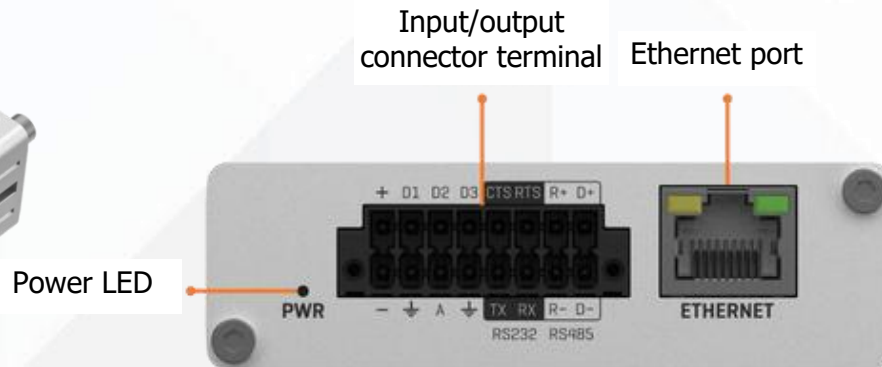 Input/output
connector terminal
Ethernet port
+ D1 D2 D3 CTS RTS R+ D+
Power LED
PWR
− ⏚ A ⏚ TX RX R− D−
RS232 RS485
ETHERNET